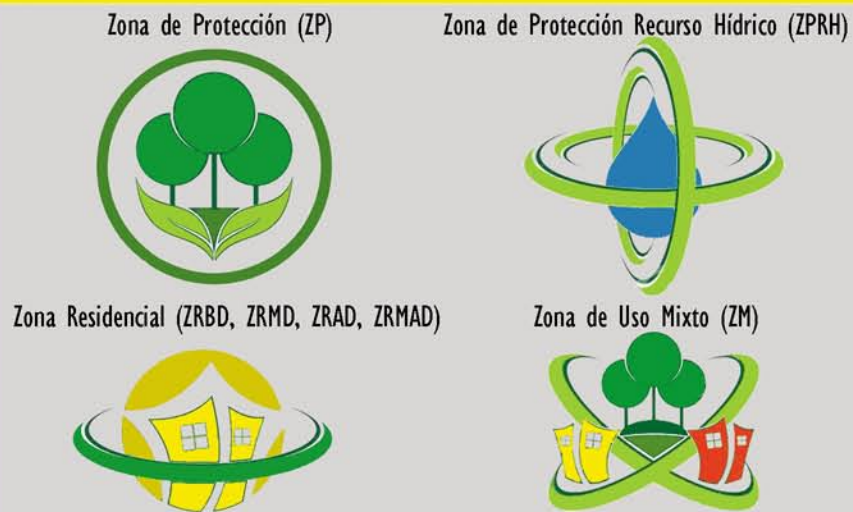 Zona de Protección (ZP)
Zona de Protección Recurso Hídrico (ZPRH)
Zona Residencial (ZRBD, ZRMD, ZRAD, ZRMAD)
Zona de Uso Mixto (ZM)